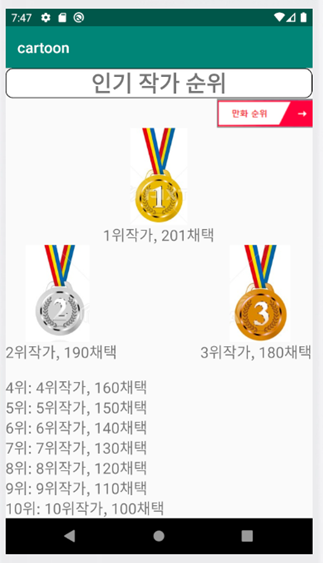 7:47
cartoon
인기 작가 순위
만화 순위 →
1
1위작가, 201채택
2
3
2위작가, 190채택
3위작가, 180채택
4위: 4위작가, 160채택
5위: 5위작가, 150채택
6위: 6위작가, 140채택
7위: 7위작가, 130채택
8위: 8위작가, 120채택
9위: 9위작가, 110채택
10위: 10위작가, 100채택